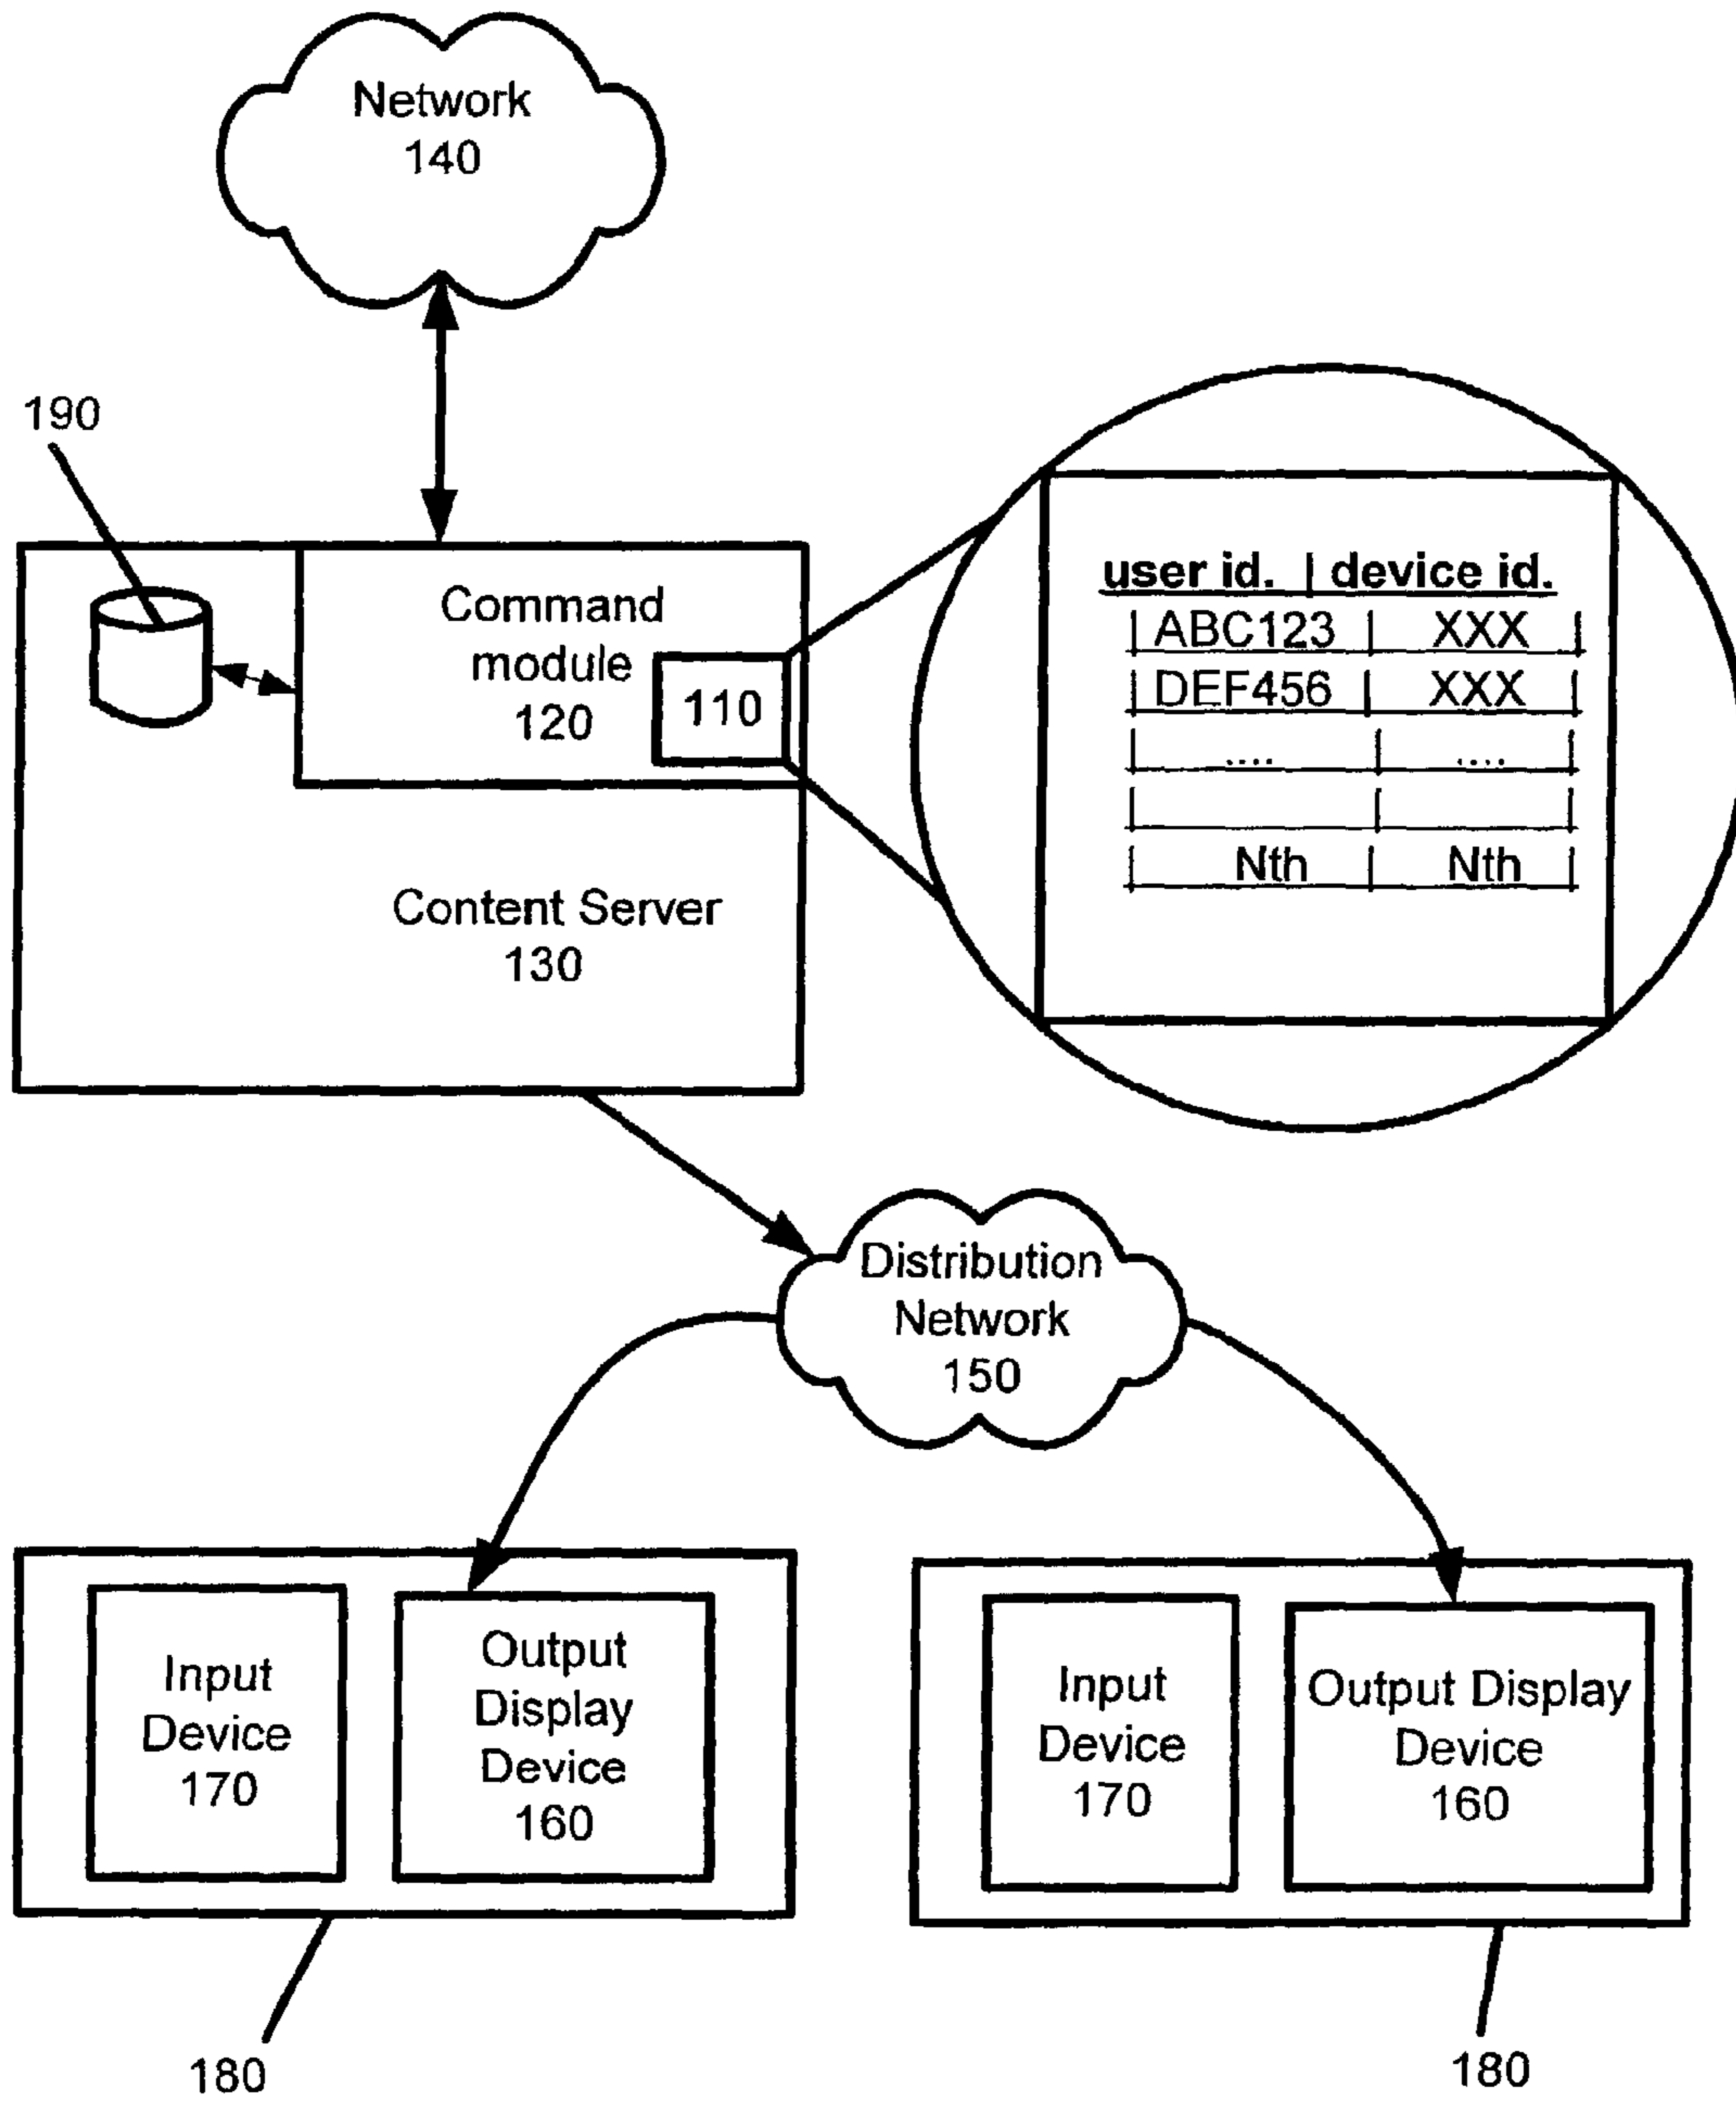 Network
140
190
Command
module
120
110
Content Server
130
user id. | device id.
ABC123 | XXX
DEF456 | XXX
.... | ....
Nth | Nth
Distribution
Network
150
Input
Device
170
Output
Display
Device
160
180
Input
Device
170
Output Display
Device
160
180